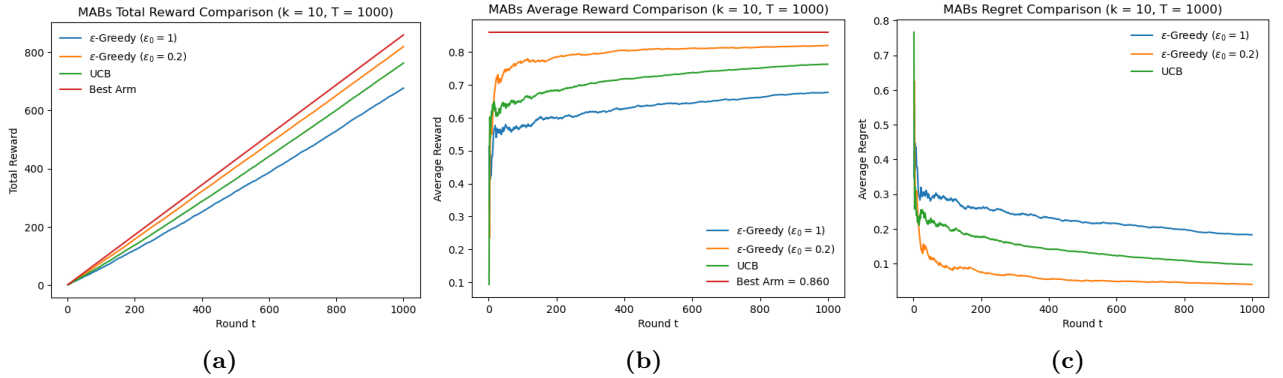 MABs Total Reward Comparison (k = 10, T = 1000)
Total Reward
800
600
400
200
0
ε-Greedy (ε₀ = 1)
ε-Greedy (ε₀ = 0.2)
UCB
Best Arm
0 200 400 600 800 1000
Round t
(a)
MABs Average Reward Comparison (k = 10, T = 1000)
Average Reward
0.8
0.7
0.6
0.5
0.4
0.3
0.2
0.1
ε-Greedy (ε₀ = 1)
ε-Greedy (ε₀ = 0.2)
UCB
Best Arm = 0.860
0 200 400 600 800 1000
Round t
(b)
MABs Regret Comparison (k = 10, T = 1000)
Average Regret
0.8
0.7
0.6
0.5
0.4
0.3
0.2
0.1
ε-Greedy (ε₀ = 1)
ε-Greedy (ε₀ = 0.2)
UCB
0 200 400 600 800 1000
Round t
(c)